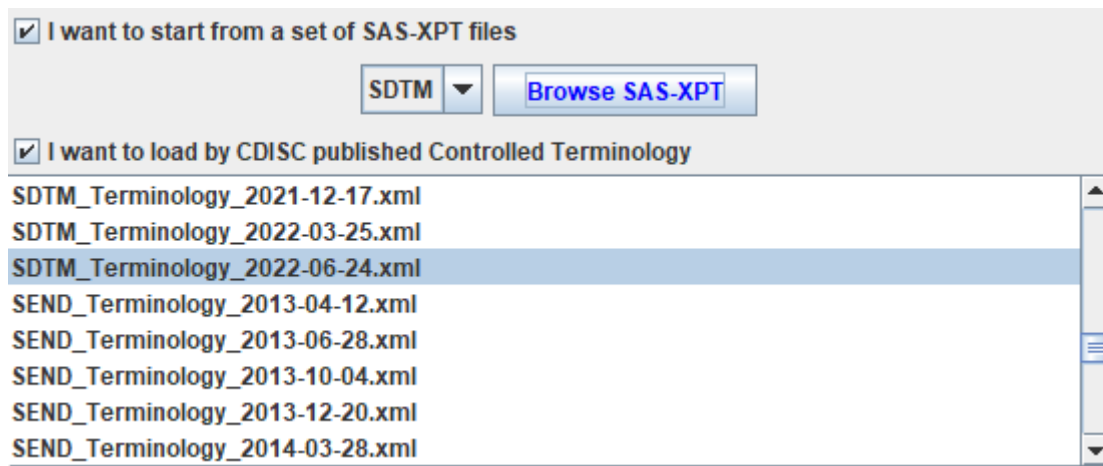 I want to start from a set of SAS-XPT files
SDTM Browse SAS-XPT
I want to load by CDISC published Controlled Terminology
SDTM_Terminology_2021-12-17.xml
SDTM_Terminology_2022-03-25.xml
SDTM_Terminology_2022-06-24.xml
SEND_Terminology_2013-04-12.xml
SEND_Terminology_2013-06-28.xml
SEND_Terminology_2013-10-04.xml
SEND_Terminology_2013-12-20.xml
SEND_Terminology_2014-03-28.xml